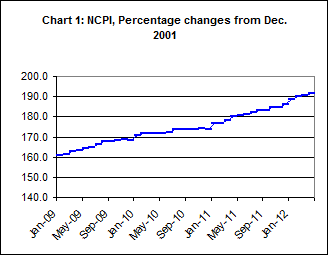 Chart 1: NCPI, Percentage changes from Dec.
2001
200.0
190.0
180.0
170.0
160.0
150.0
140.0
Jan-09
May-09
Sep-09
Jan-10
May-10
Sep-10
Jan-11
May-11
Sep-11
Jan-12